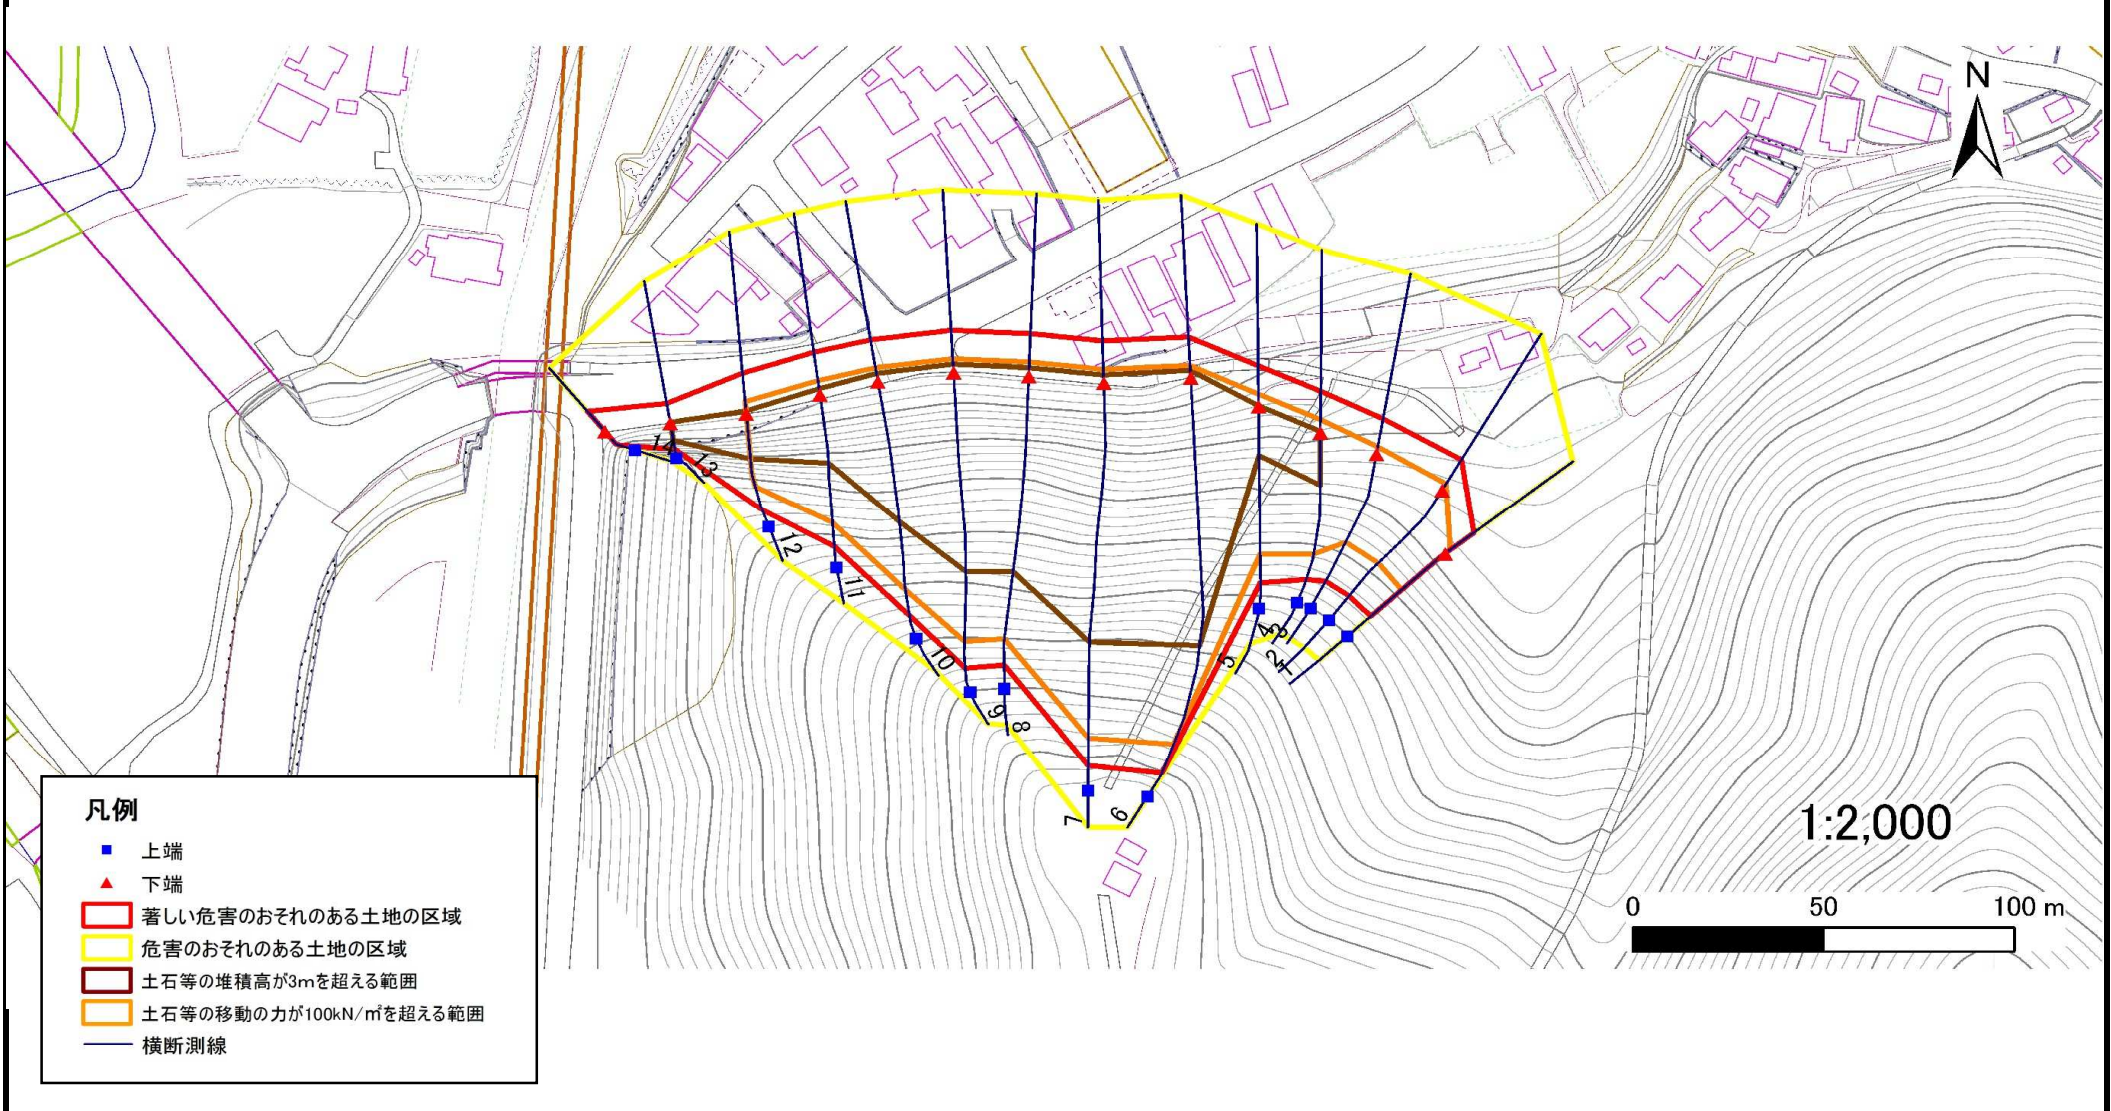 N
14
13
12
11
10
9
8
7
6
5
4
3
2
1
凡例
上端
下端
著しい危害のおそれのある土地の区域
危害のおそれのある土地の区域
土石等の堆積高が3mを超える範囲
土石等の移動の力が100kN/㎡を超える範囲
横断測線
1:2,000
0 50 100 m